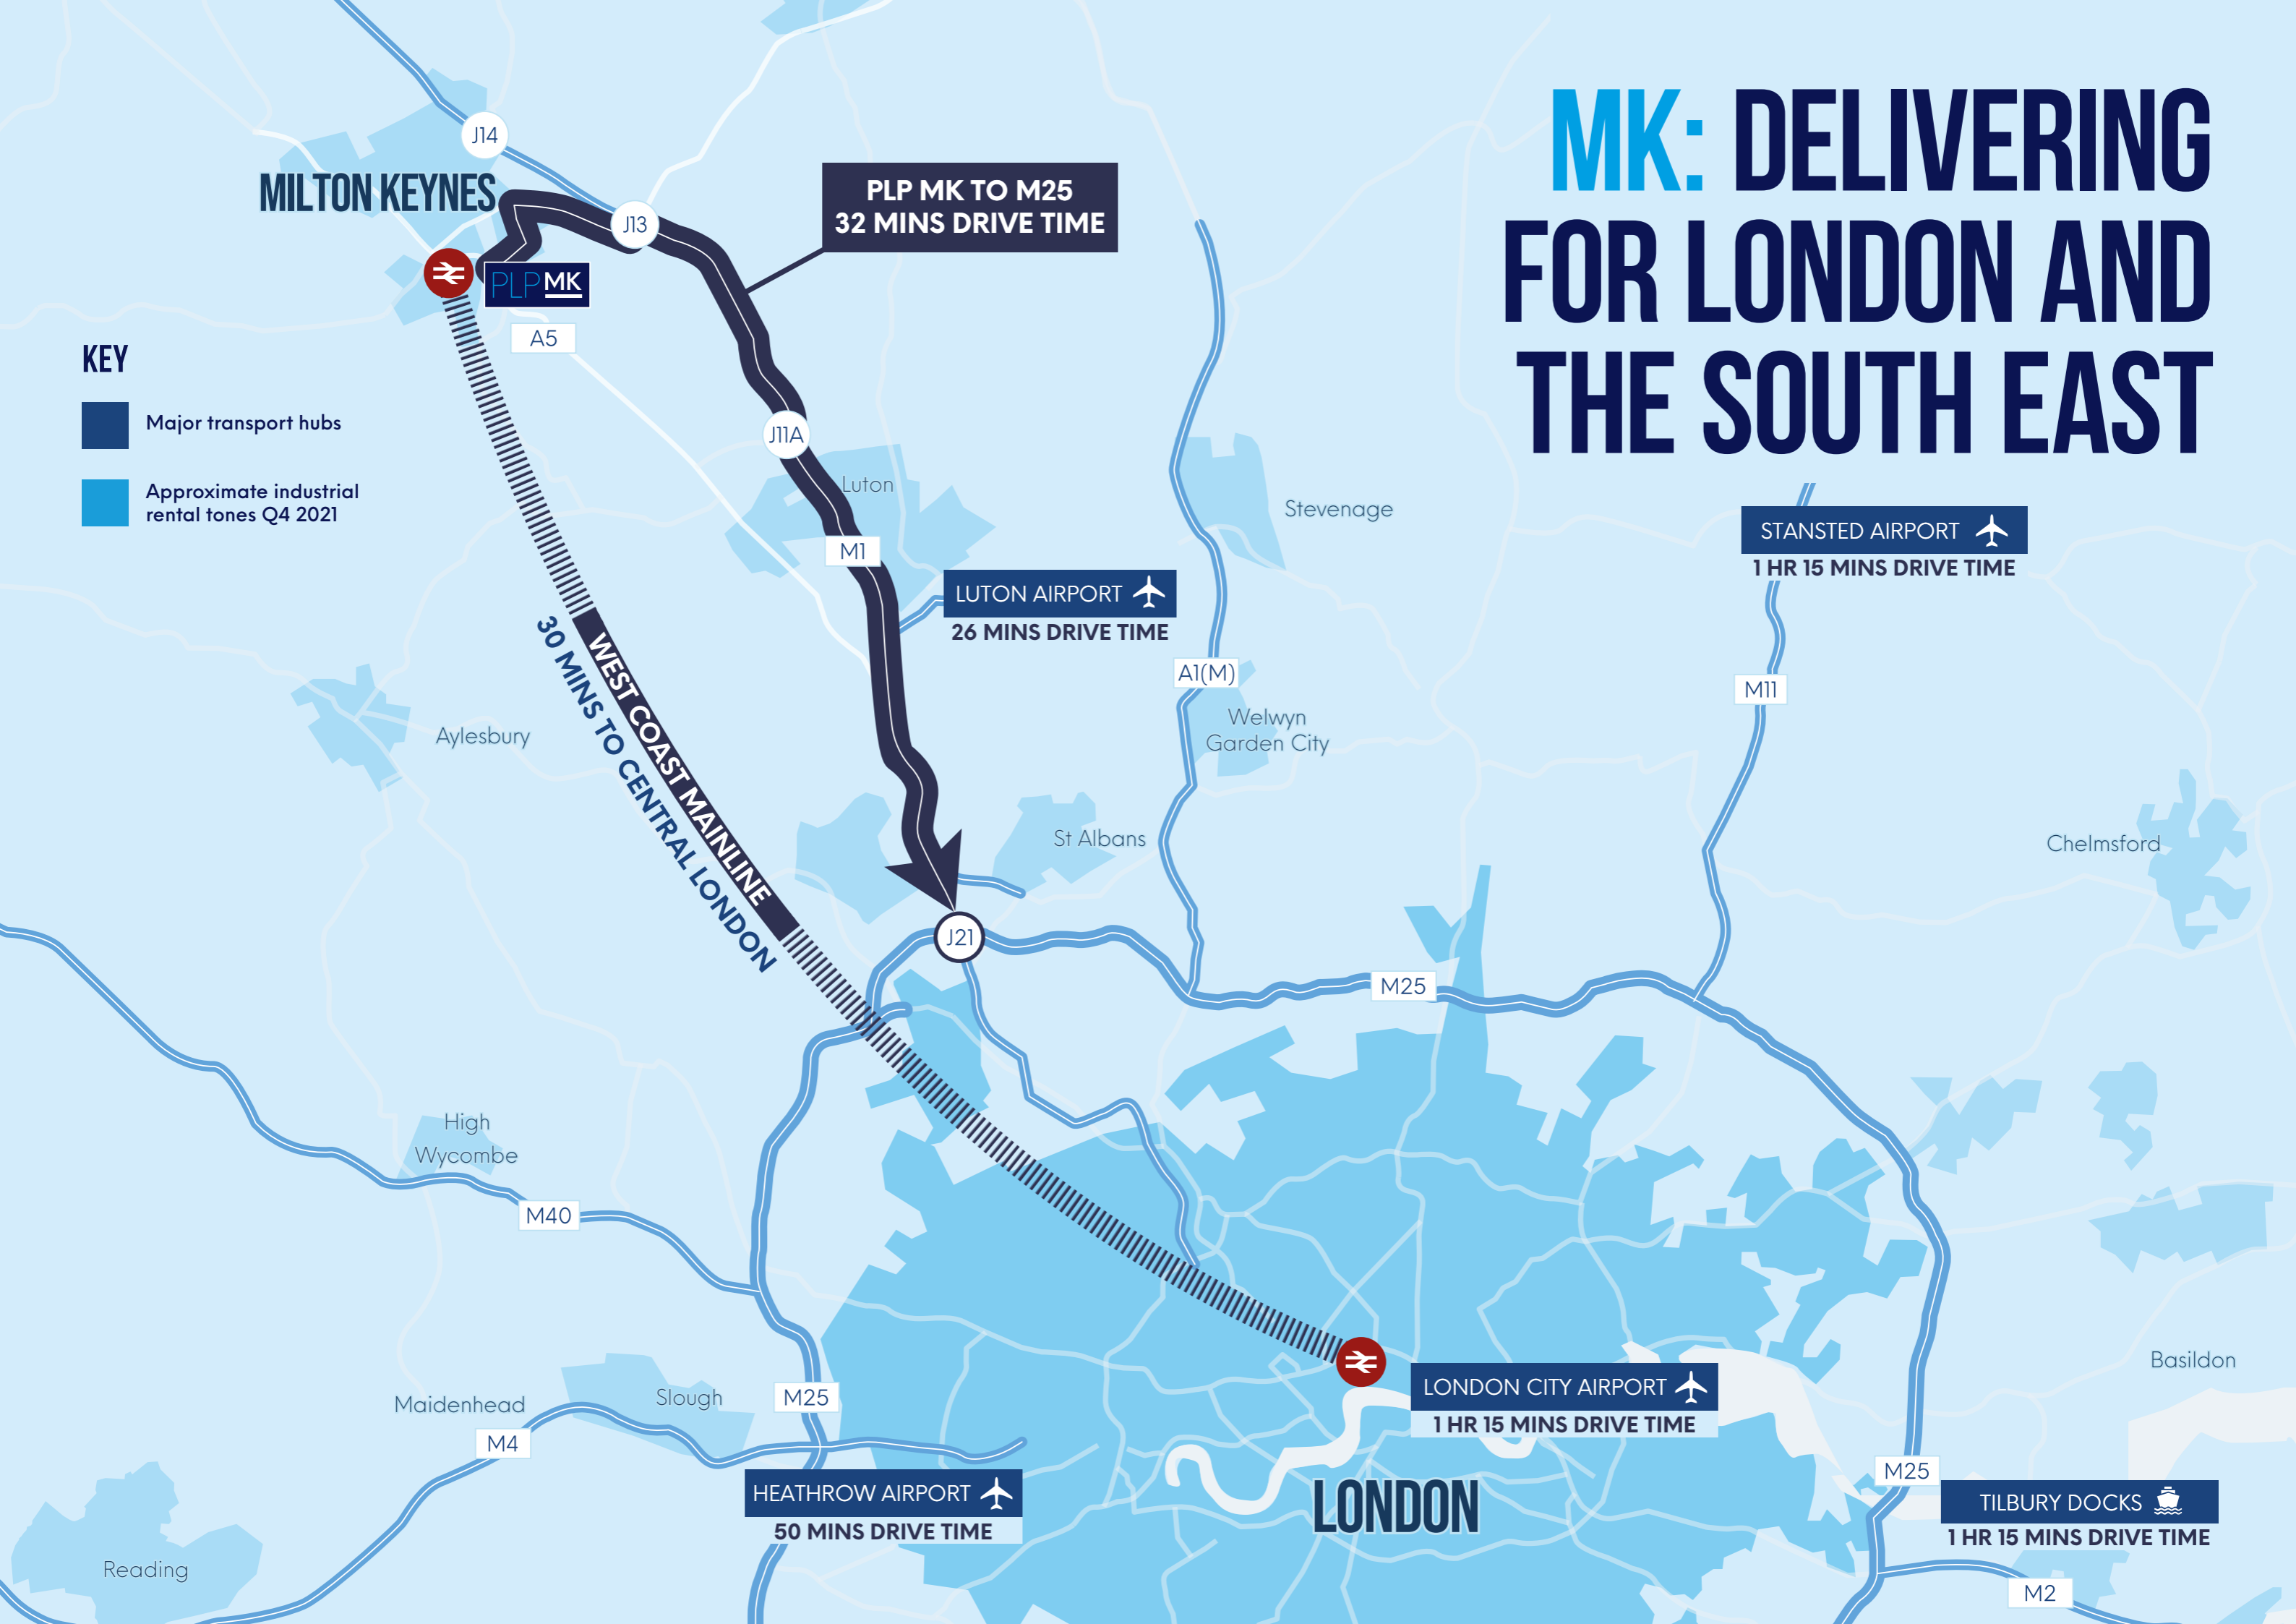 MK: DELIVERING
FOR LONDON AND
THE SOUTH EAST
J14
MILTON KEYNES
J13
PLP MK TO M25
32 MINS DRIVE TIME
PLPMK
A5
KEY
Major transport hubs
Approximate industrial
rental tones Q4 2021
J11A
Luton
M1
Stevenage
STANSTED AIRPORT
1 HR 15 MINS DRIVE TIME
LUTON AIRPORT
26 MINS DRIVE TIME
A1(M)
M11
Welwyn
Garden City
Aylesbury
WEST COAST MAINLINE
30 MINS TO CENTRAL LONDON
St Albans
Chelmsford
J21
M25
High
Wycombe
M40
Basildon
Maidenhead
Slough
M25
M4
LONDON CITY AIRPORT
1 HR 15 MINS DRIVE TIME
HEATHROW AIRPORT
50 MINS DRIVE TIME
LONDON
M25
TILBURY DOCKS
1 HR 15 MINS DRIVE TIME
Reading
M2